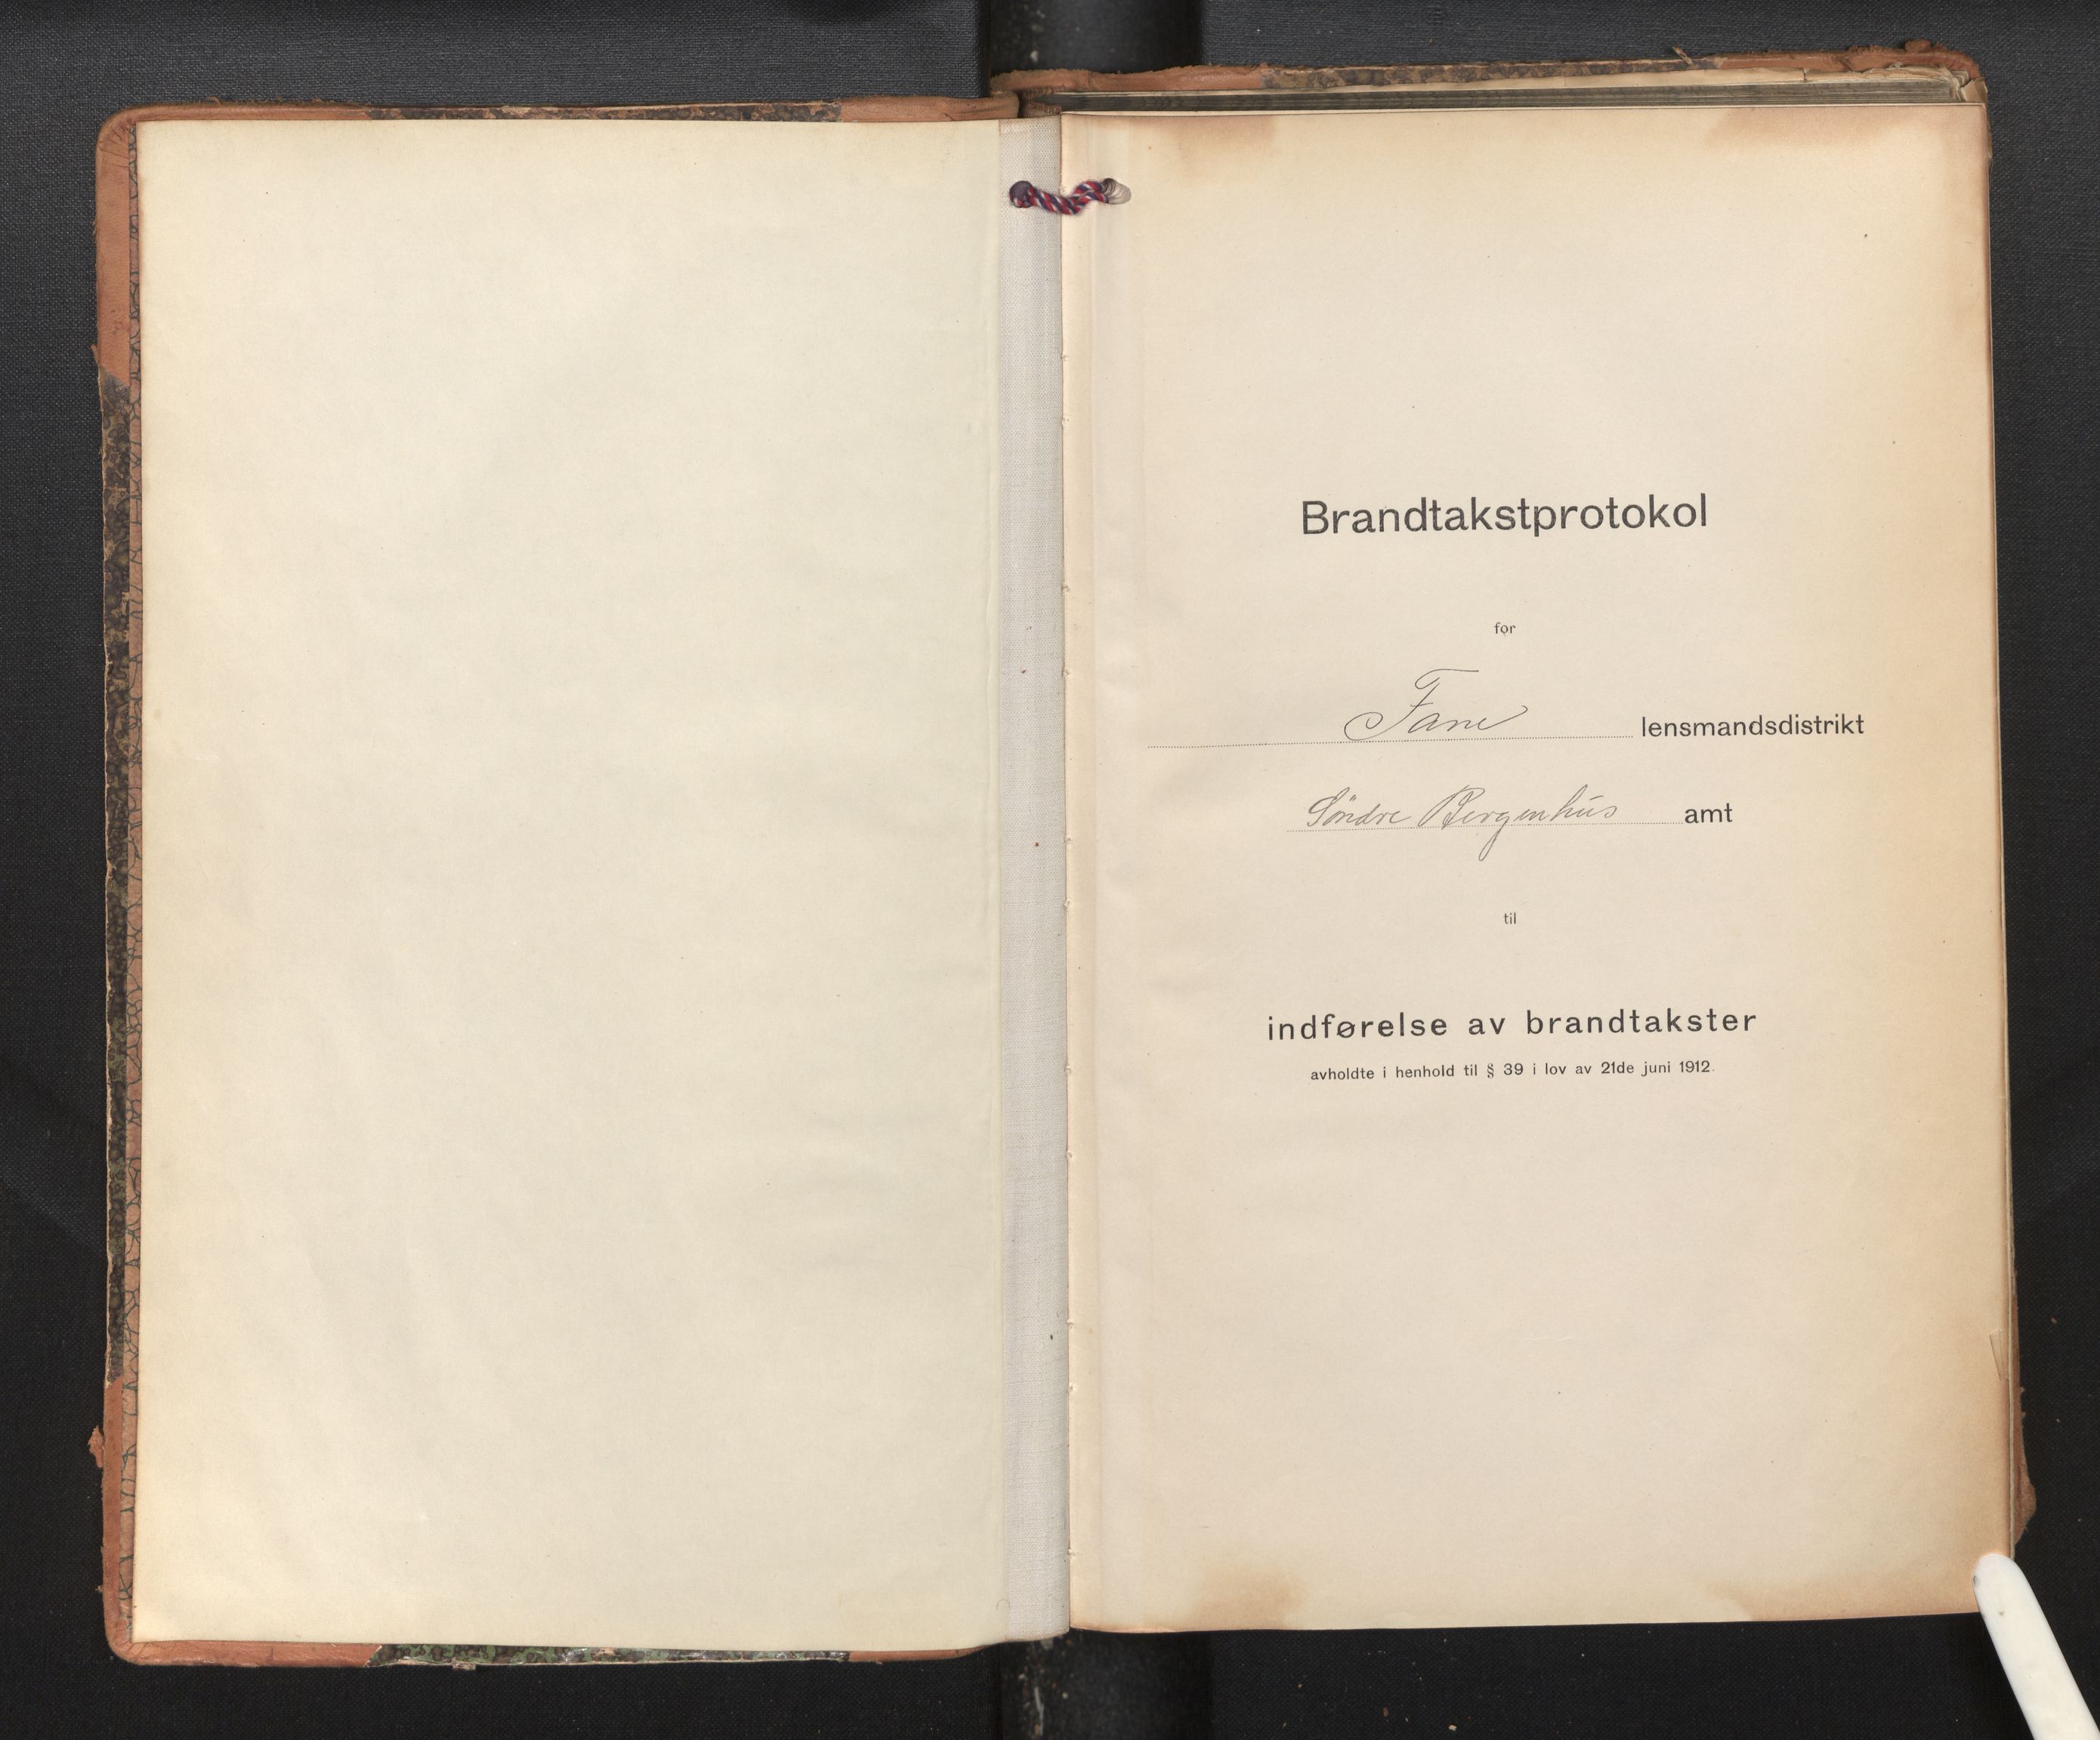 Brandtakstprotokol
for
Fane lensmandsdistrikt
Søndre Bergenhus amt
til
indførelse av brandtakster
avholdte i henhold til § 39 i lov av 21de juni 1912.